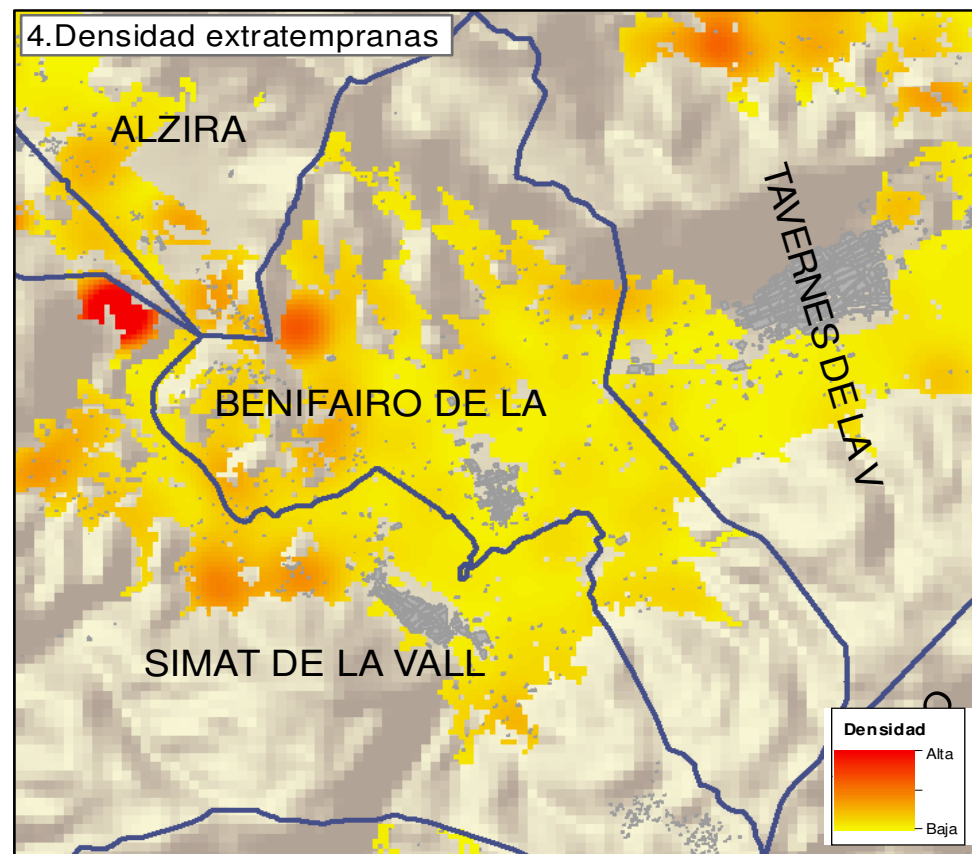 4.Densidad extratempranas
ALZIRA
TAVERNES DE LA V
BENIFAIRO DE LA
SIMAT DE LA VALL
O
Densidad
Alta
Baja